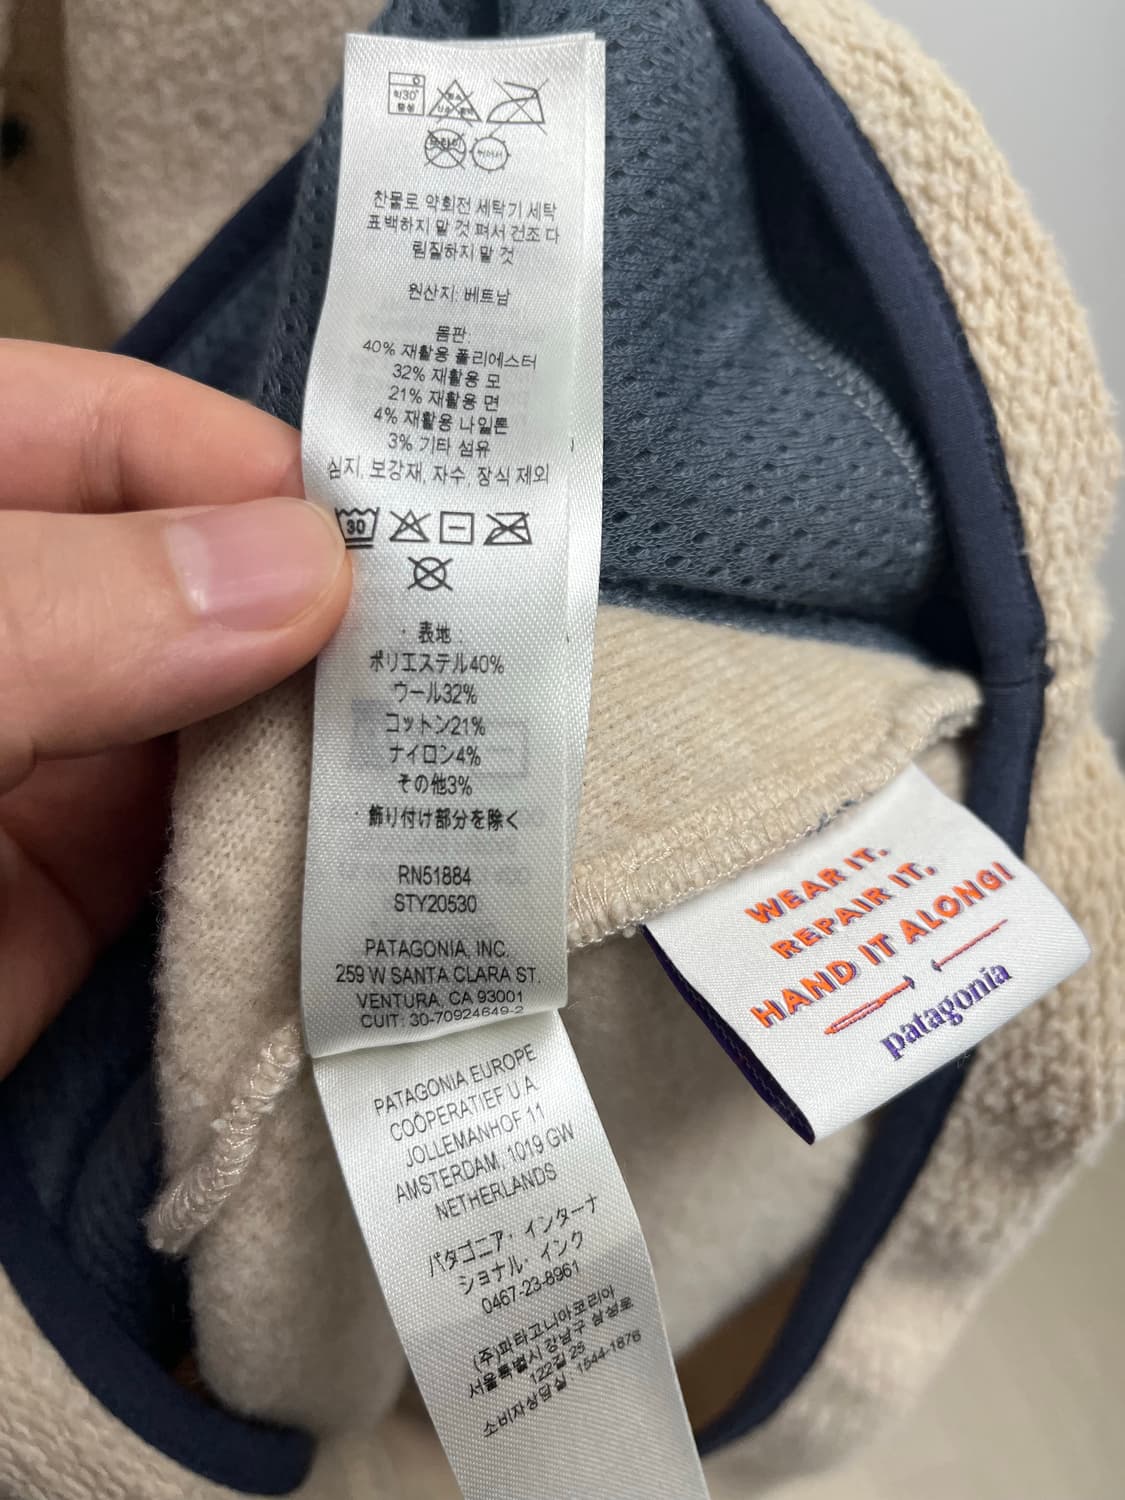 약30°
중성
찬물로 약회전 세탁기 세탁
표백하지 말 것 펴서 건조 다
림질하지 말 것
원산지: 베트남
몸판
40% 재활용 폴리에스터
32% 재활용 모
21% 재활용 면
4% 재활용 나일론
3% 기타 섬유
심지, 보강재, 자수, 장식 제외
30
表地
ポリエステル40%
ウール32%
コットン21%
ナイロン4%
その他3%
飾り付け部分を除く
RN51884
STY20530
PATAGONIA, INC.
259 W SANTA CLARA ST.
VENTURA, CA 93001
CUIT: 30-70924649-2
PATAGONIA EUROPE
COÖPERATIEF U.A.
JOLLEMANHOF 11
AMSTERDAM, 1019 GW
NETHERLANDS
パタゴニア・インターナ
ショナル・インク
0467-23-8961
(주)파타고니아코리아
서울특별시 강남구 삼성로
122길 25
소비자상담실 1544-1876
WEAR IT.
REPAIR IT.
HAND IT ALONG!
patagonia